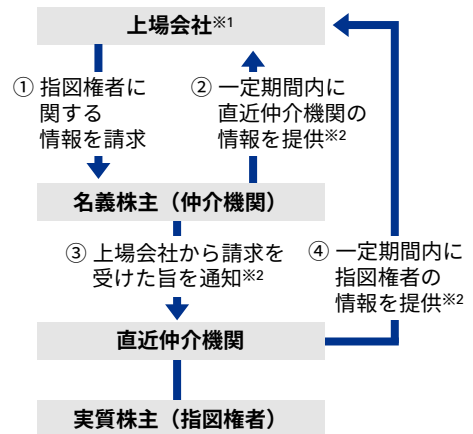 上場会社※1
① 指図権者に
関する
情報を請求
② 一定期間内に
直近仲介機関の
情報を提供※2
名義株主（仲介機関）
③ 上場会社から請求を
受けた旨を通知※2
④ 一定期間内に
指図権者の
情報を提供※2
直近仲介機関
実質株主（指図権者）